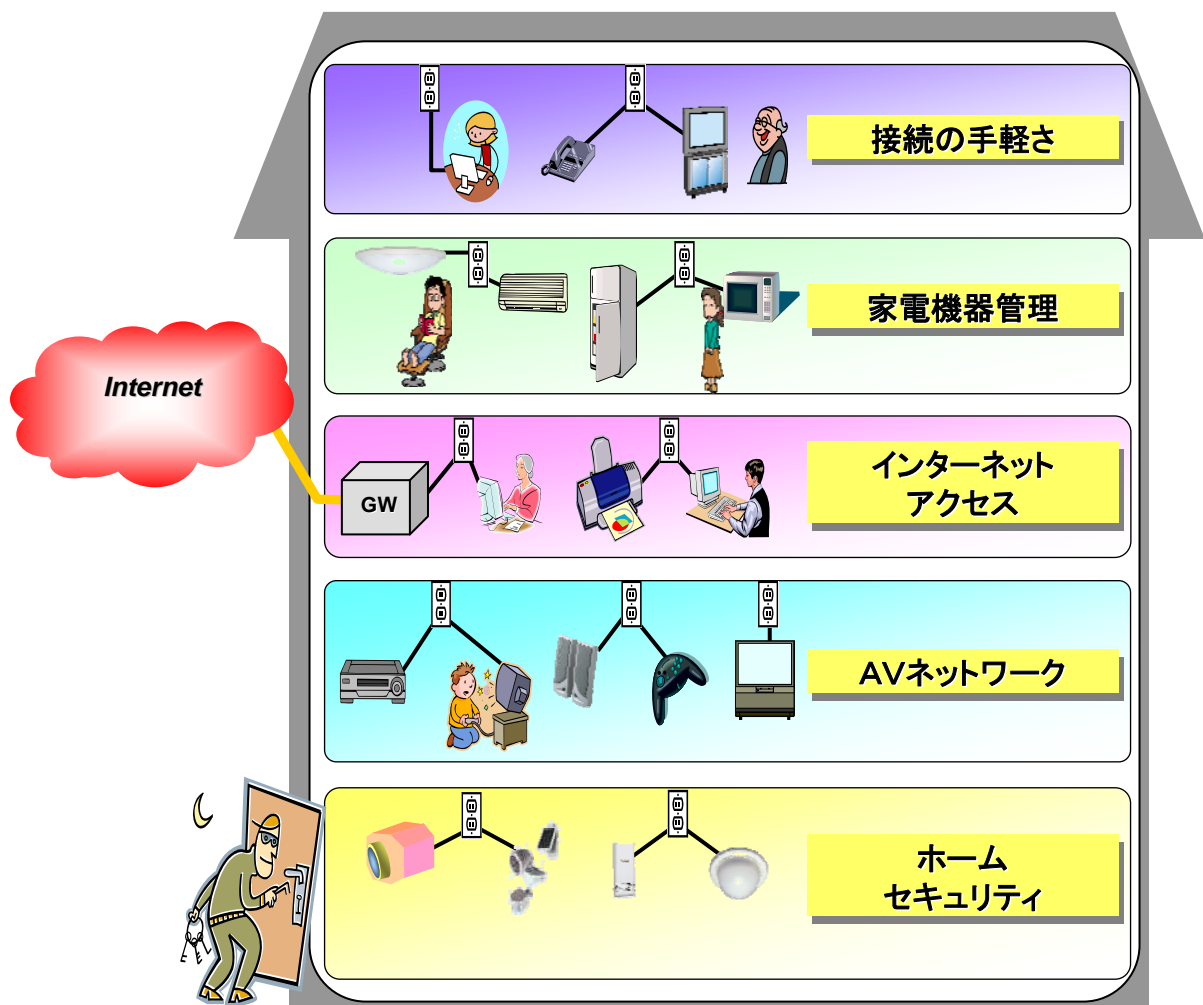 接続の手軽さ
家電機器管理
Internet
GW
インターネット
アクセス
AVネットワーク
ホーム
セキュリティ